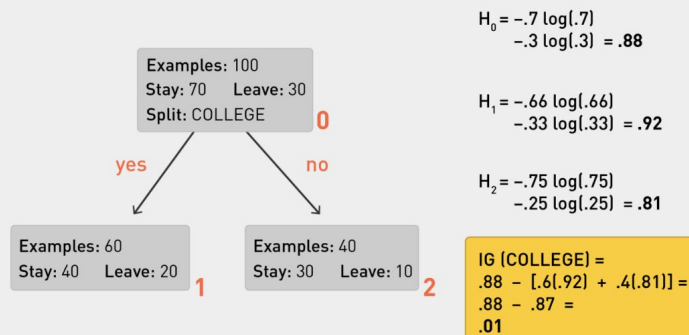 Examples: 100
Stay: 70 Leave: 30
Split: COLLEGE
0
yes
no
Examples: 60
Stay: 40 Leave: 20
1
Examples: 40
Stay: 30 Leave: 10
2
H₀ = –.7 log(.7)
–.3 log(.3) = .88
H₁ = –.66 log(.66)
–.33 log(.33) = .92
H₂ = –.75 log(.75)
–.25 log(.25) = .81
IG (COLLEGE) =
.88 – [.6(.92) + .4(.81)] =
.88 – .87 =
.01